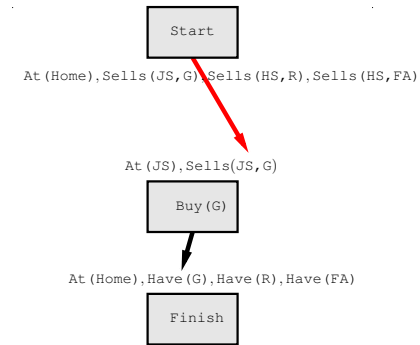 Start
At(Home),Sells(JS,G),Sells(HS,R),Sells(HS,FA)
At(JS),Sells(JS,G)
Buy(G)
At(Home),Have(G),Have(R),Have(FA)
Finish